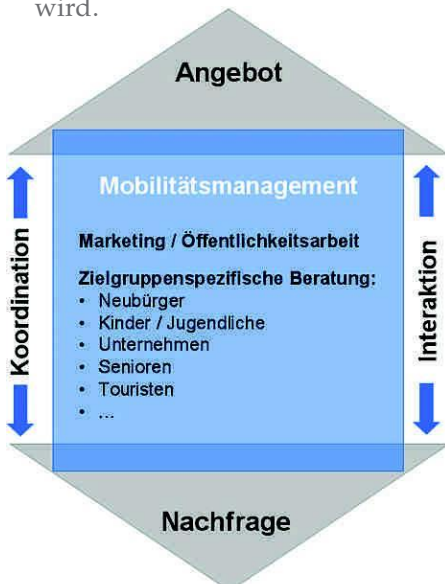 wird.
Angebot
Mobilitätsmanagement
Marketing / Öffentlichkeitsarbeit
Zielgruppenspezifische Beratung:
• Neubürger
• Kinder / Jugendliche
• Unternehmen
• Senioren
• Touristen
• ...
Koordination
Interaktion
Nachfrage